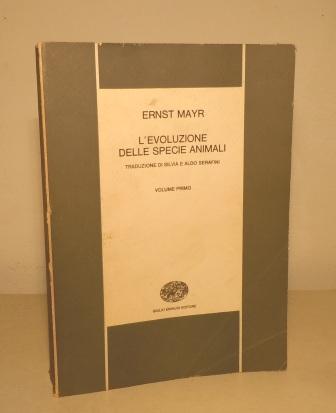 ERNST MAYR
L'EVOLUZIONE
DELLE SPECIE ANIMALI
TRADUZIONE DI SILVIA E ALDO SERAFINI
VOLUME PRIMO
GIULIO EINAUDI EDITORE